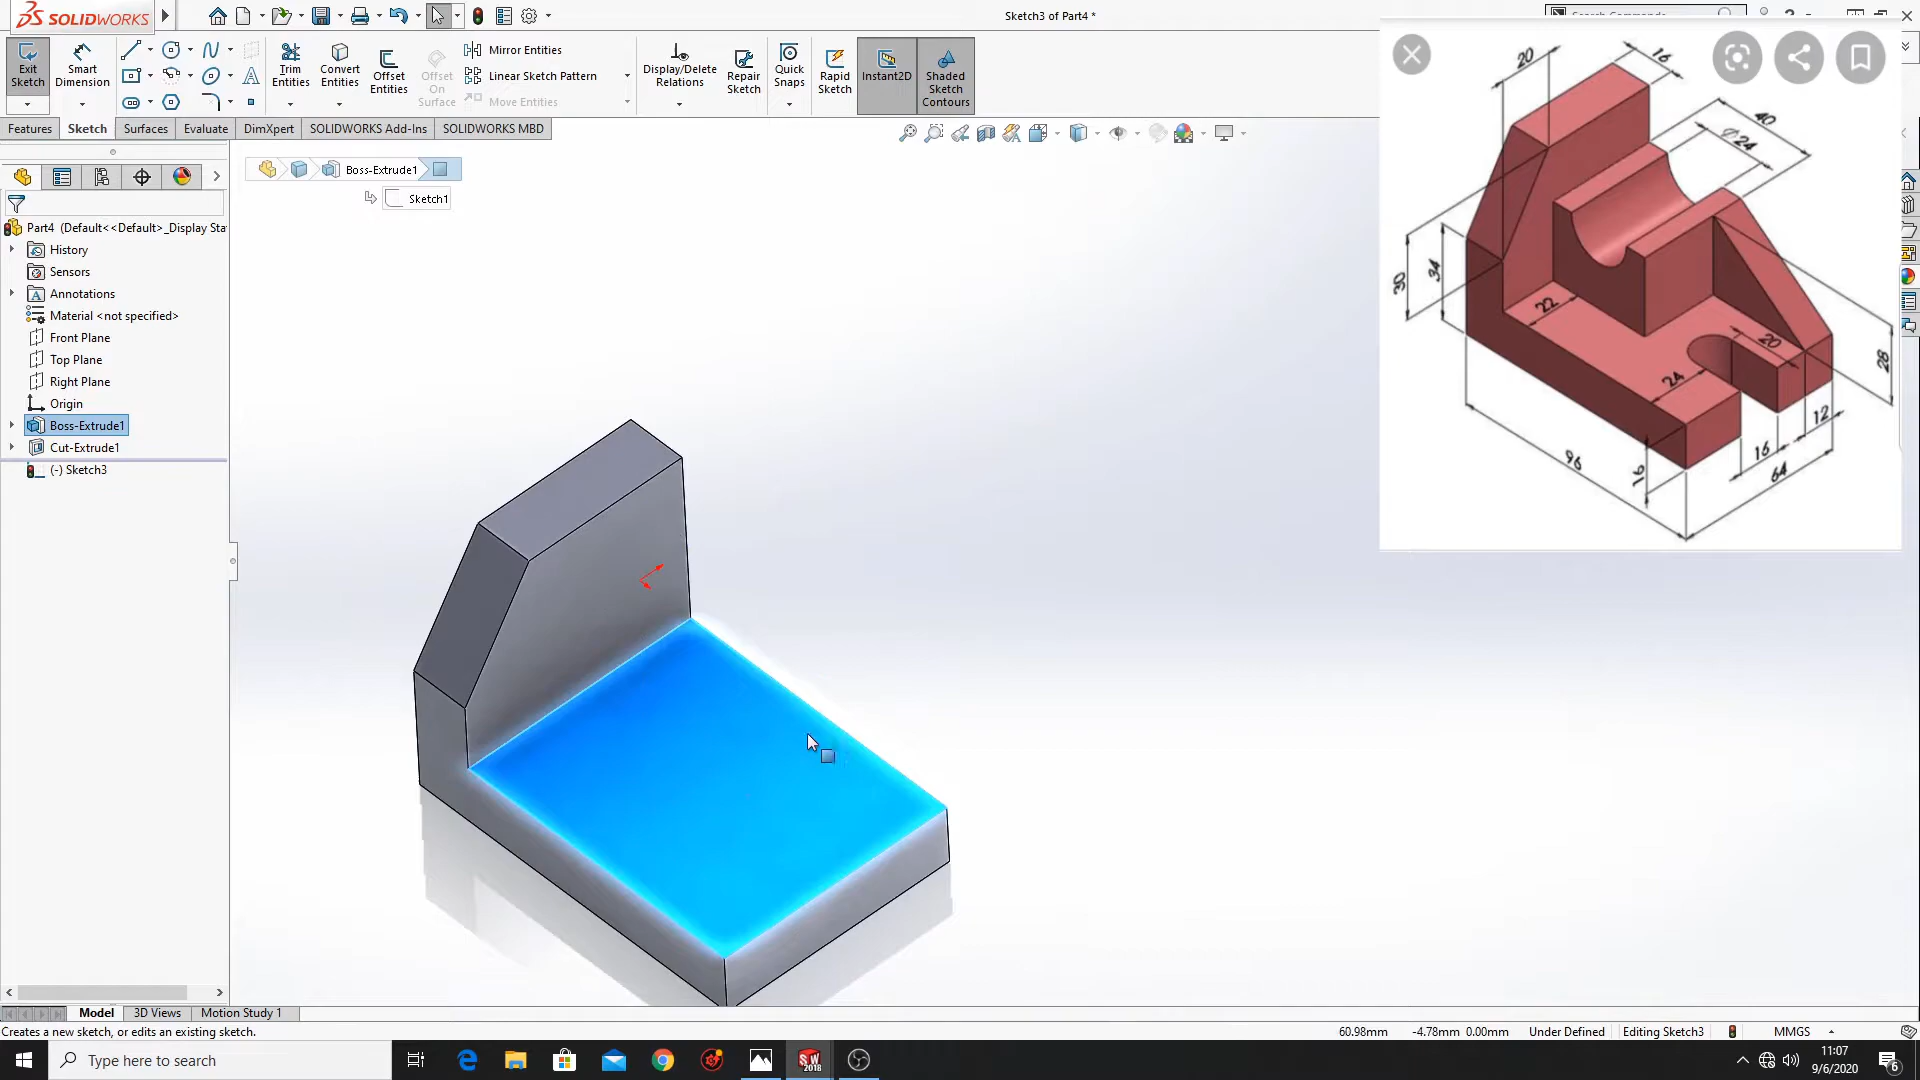 SOLIDWORKS
Sketch3 of Part4 *
Search Commands
Exit Sketch
Smart Dimension
Trim Entities
Convert Entities
Offset Entities
Offset On Surface
Mirror Entities
Linear Sketch Pattern
Move Entities
Display/Delete Relations
Repair Sketch
Quick Snaps
Rapid Sketch
Instant2D
Shaded Sketch Contours
Features
Sketch
Surfaces
Evaluate
DimXpert
SOLIDWORKS Add-Ins
SOLIDWORKS MBD
Boss-Extrude1
Sketch1
Part4 (Default<<Default>_Display Sta
History
Sensors
Annotations
Material <not specified>
Front Plane
Top Plane
Right Plane
Origin
Boss-Extrude1
Cut-Extrude1
(-) Sketch3
20
16
40
Ø24
30
34
22
20
24
28
12
16
64
16
96
Model
3D Views
Motion Study 1
Creates a new sketch, or edits an existing sketch.
60.98mm
-4.78mm
0.00mm
Under Defined
Editing Sketch3
MMGS
Type here to search
SW
2018
11:07
9/6/2020
6